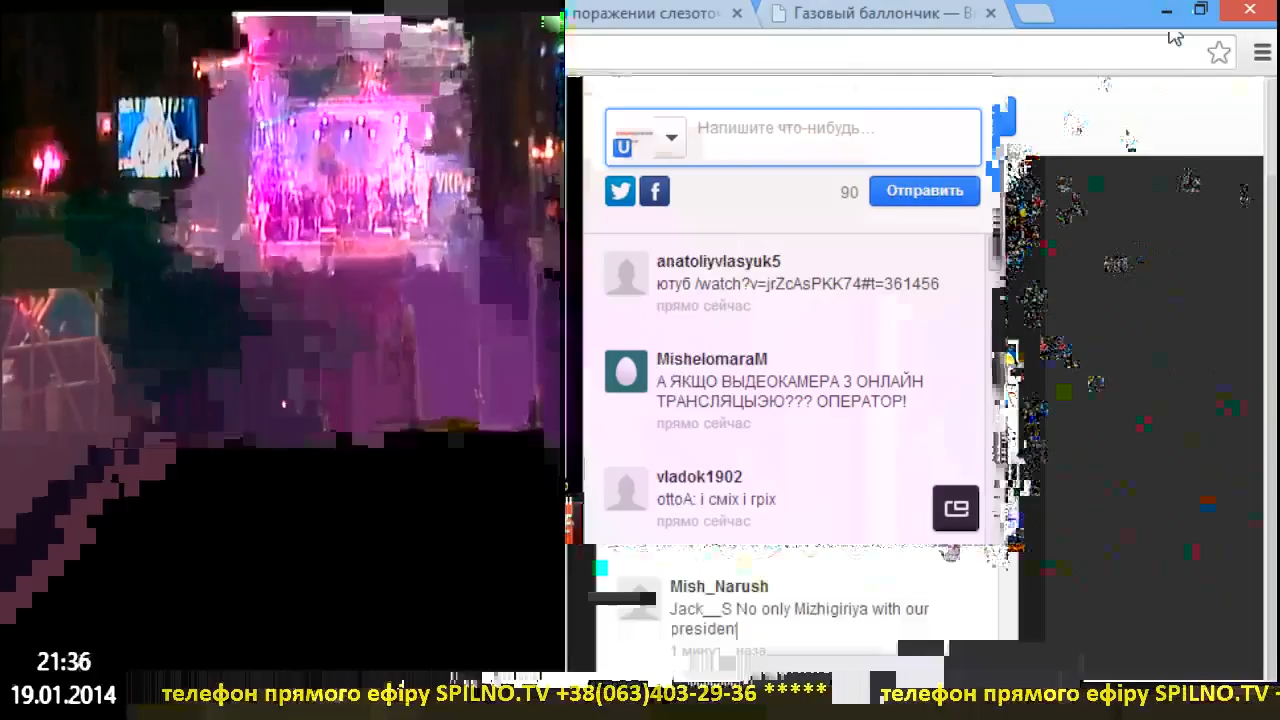 поражении слезоточ
Газовый баллончик — Ви
Напишите что-нибудь...
90 Отправить
anatoliyvlasyuk5
ютуб /watch?v=jrZcAsPKK74#t=361456
прямо сейчас
MishelomaraM
А ЯКЩО ВЫДЕОКАМЕРА З ОНЛАЙН
ТРАНСЛЯЦЫЭЮ??? ОПЕРАТОР!
прямо сейчас
vladok1902
ottoA: і сміх і гріх
прямо сейчас
Mish_Narush
Jack__S No only Mizhigiriya with our
president
21:36
19.01.2014
телефон прямого ефіру SPILNO.TV +38(063)403-29-36 ***** телефон прямого ефіру SPILNO.TV